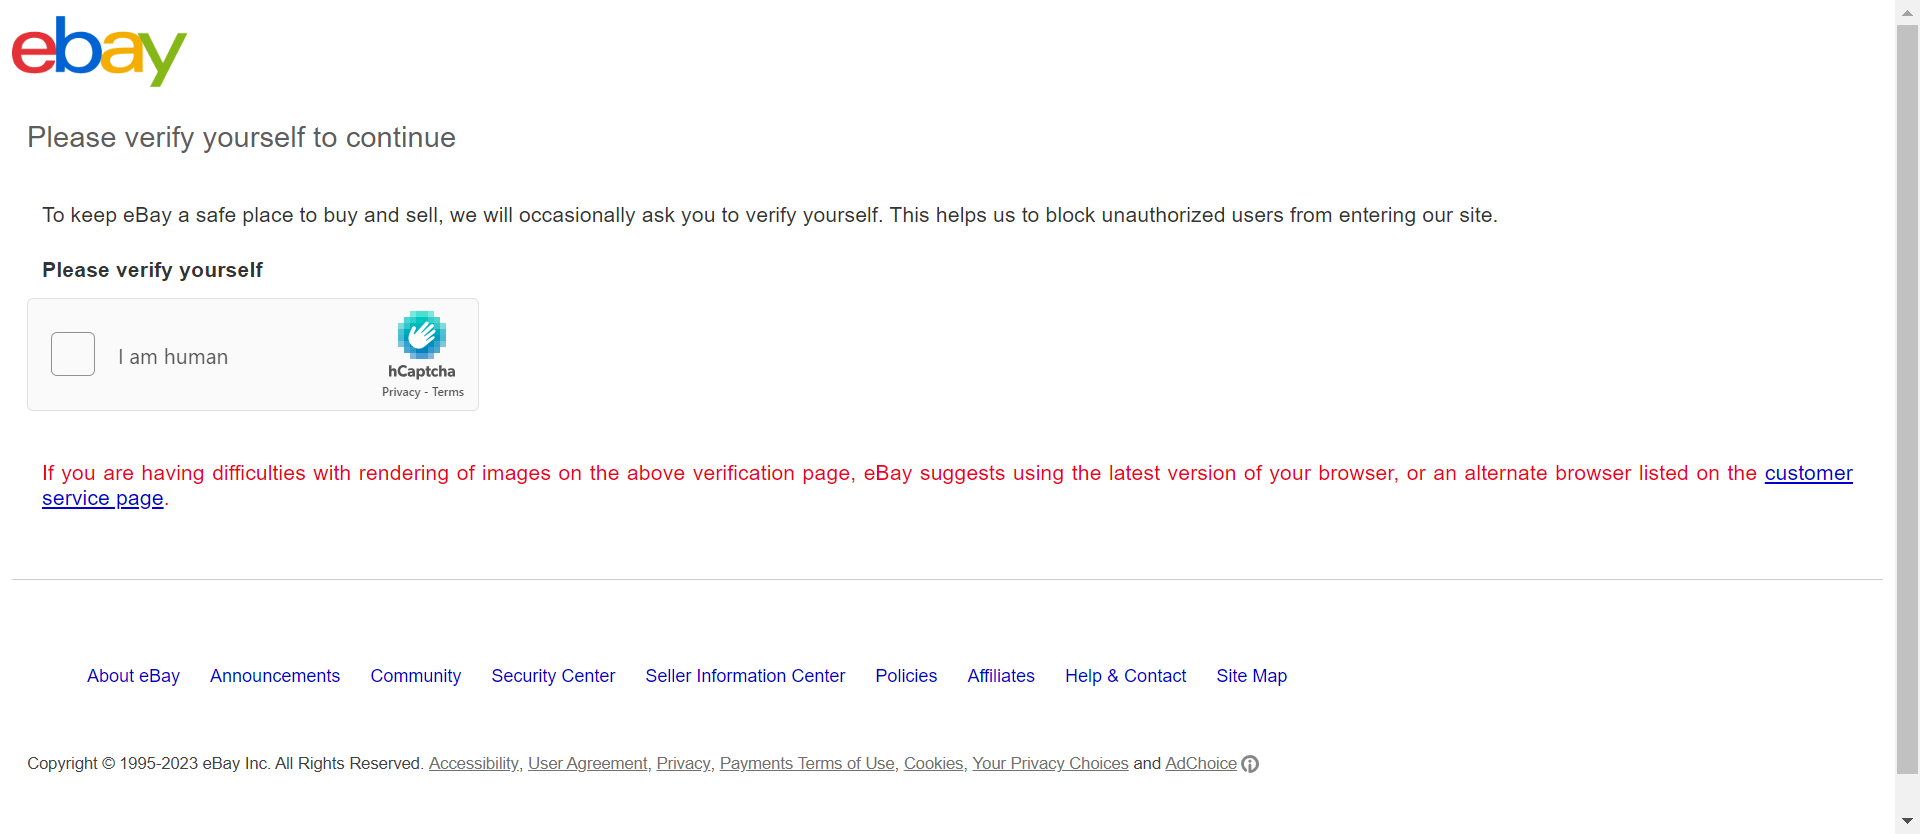 ebay
Please verify yourself to continue
To keep eBay a safe place to buy and sell, we will occasionally ask you to verify yourself. This helps us to block unauthorized users from entering our site.
Please verify yourself
I am human
hCaptcha
Privacy - Terms
If you are having difficulties with rendering of images on the above verification page, eBay suggests using the latest version of your browser, or an alternate browser listed on the customer
service page.
About eBay Announcements Community Security Center Seller Information Center Policies Affiliates Help & Contact Site Map
Copyright © 1995-2023 eBay Inc. All Rights Reserved. Accessibility, User Agreement, Privacy, Payments Terms of Use, Cookies, Your Privacy Choices and AdChoice